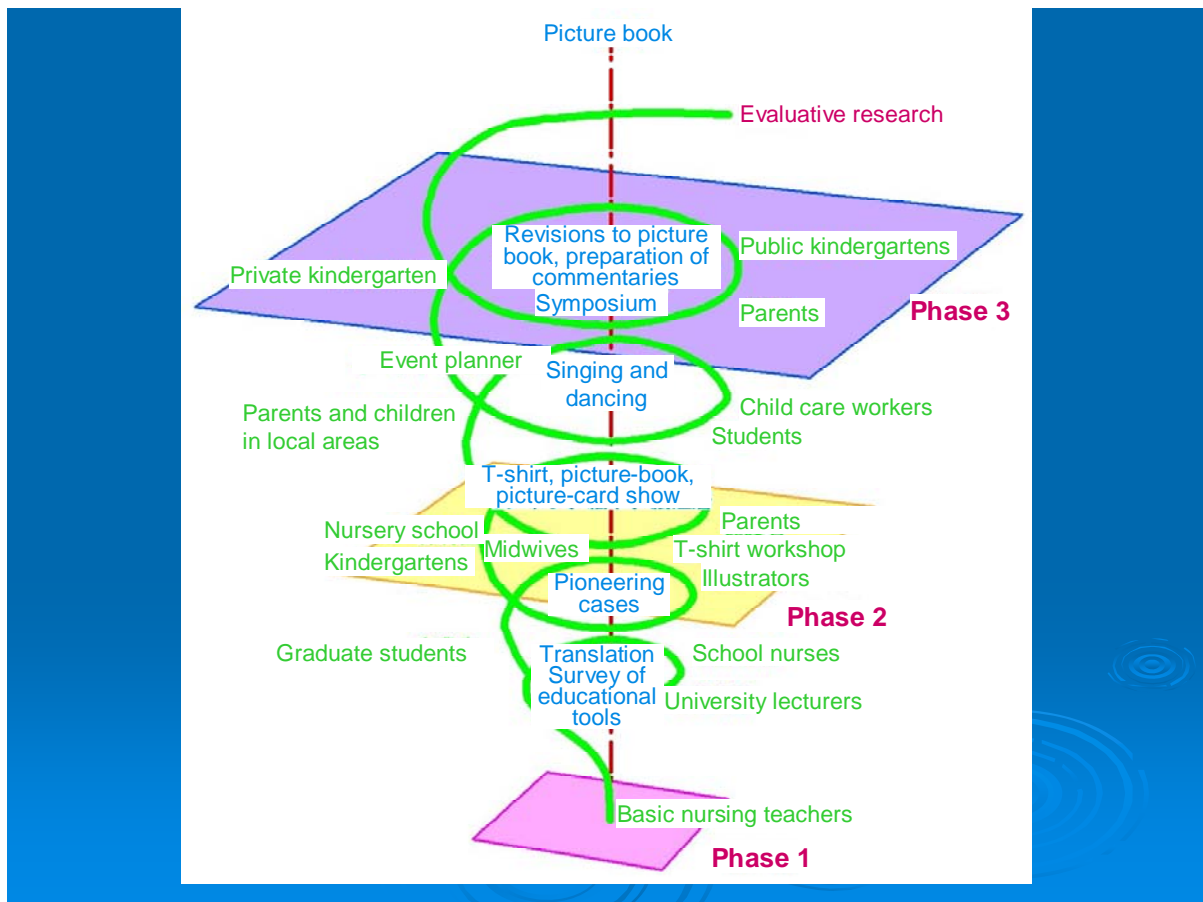 Picture book
Evaluative research
Revisions to picture
book, preparation of
commentaries
Symposium
Public kindergartens
Private kindergarten
Parents
Phase 3
Event planner
Singing and
dancing
Parents and children
in local areas
Child care workers
Students
T-shirt, picture-book,
picture-card show
Nursery school
Parents
Midwives
T-shirt workshop
Kindergartens
Illustrators
Pioneering
cases
Phase 2
Graduate students
Translation
Survey of
educational
tools
School nurses
University lecturers
Basic nursing teachers
Phase 1